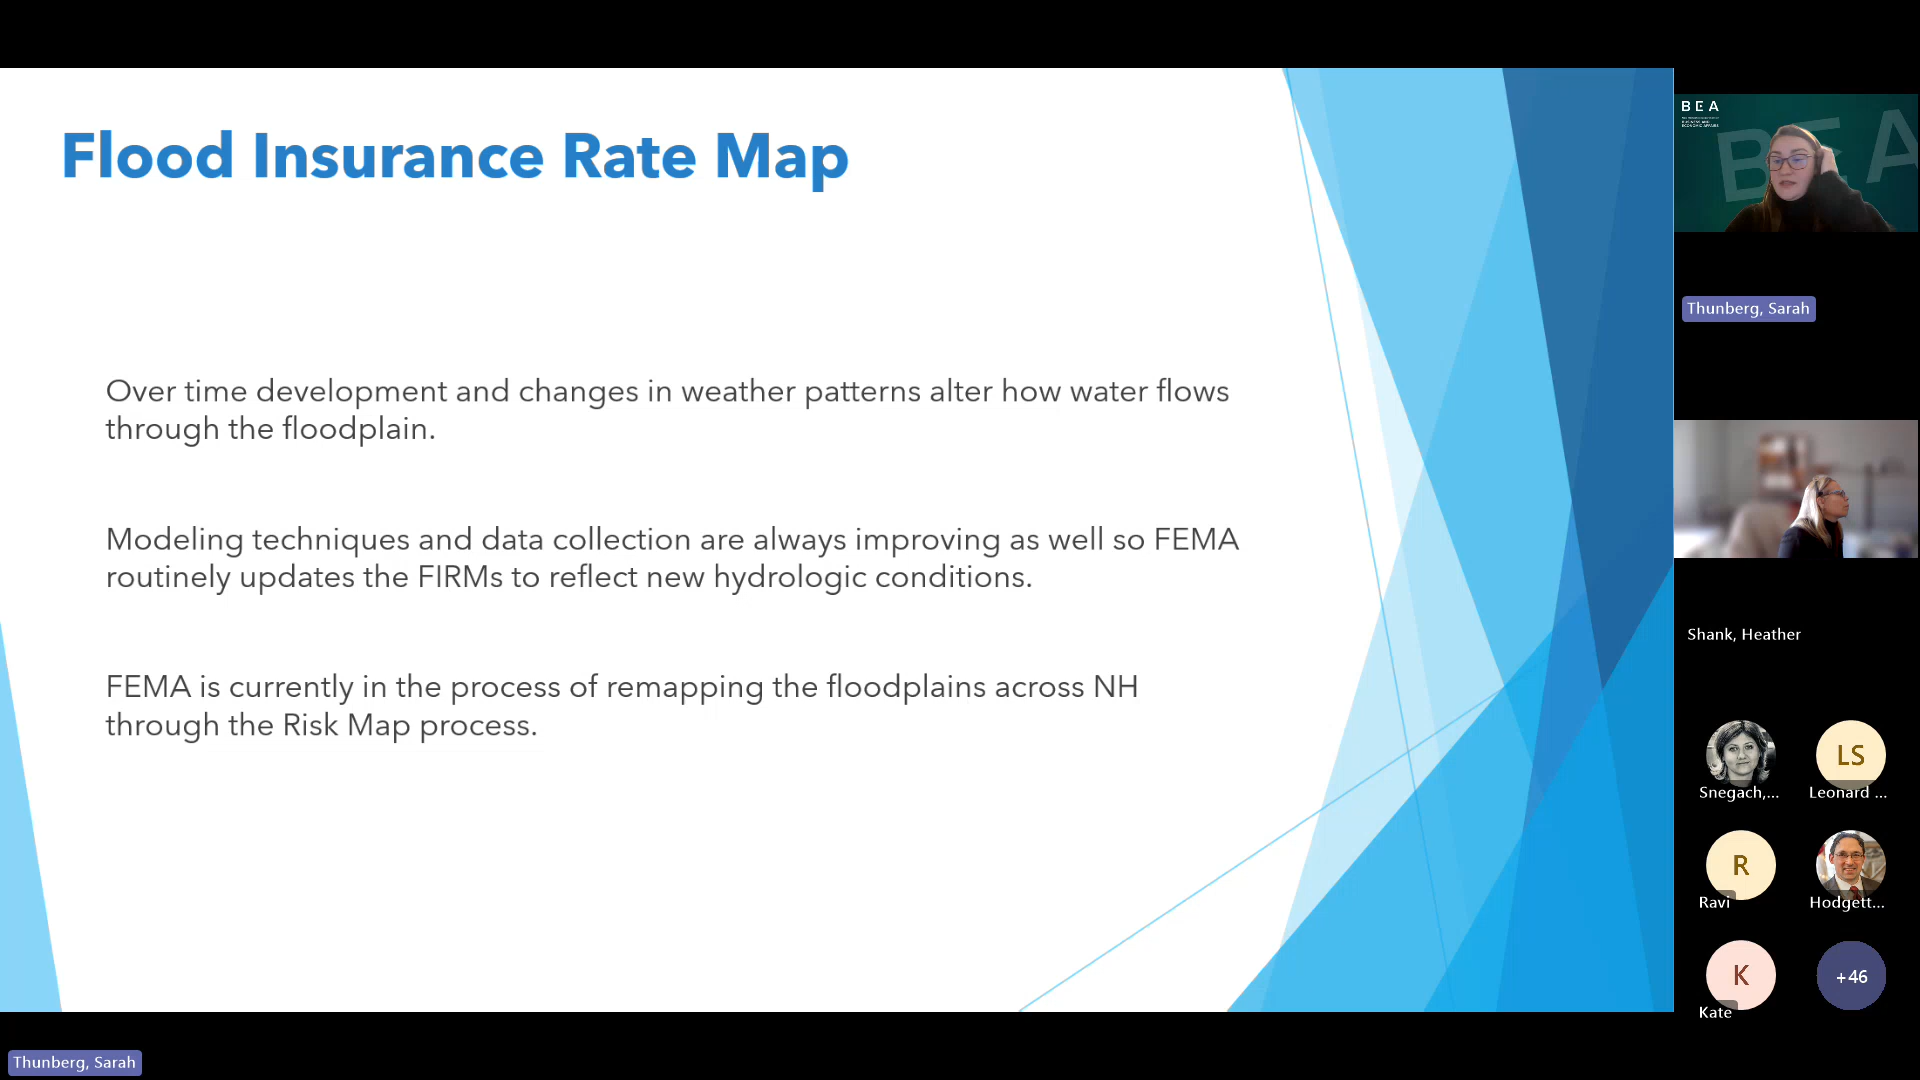 Flood Insurance Rate Map
Over time development and changes in weather patterns alter how water flows
through the floodplain.
Modeling techniques and data collection are always improving as well so FEMA
routinely updates the FIRMs to reflect new hydrologic conditions.
FEMA is currently in the process of remapping the floodplains across NH
through the Risk Map process.
BEA
BEA
Thunberg, Sarah
Shank, Heather
Snegach,...
LS
Leonard ...
R
Ravi
Hodgett...
K
Kate
+46
Thunberg, Sarah